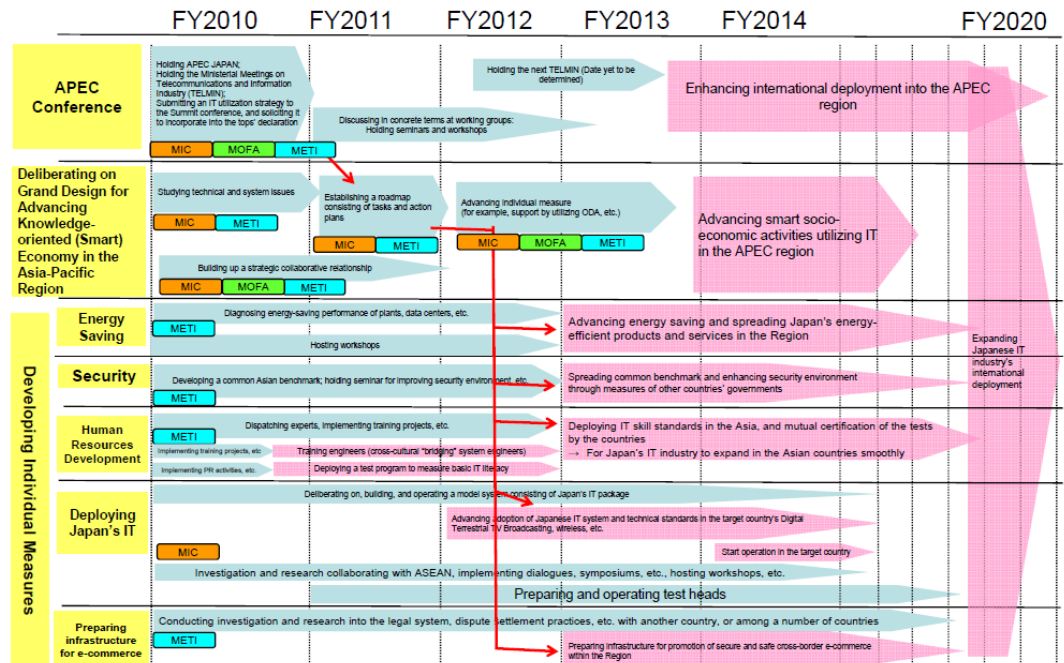 FY2010 FY2011 FY2012 FY2013 FY2014 FY2020
APEC
Conference
Holding APEC JAPAN;
Holding the Ministerial Meetings on
Telecommunications and Information
Industry (TELMIN);
Submitting an IT utilization strategy to
the Summit conference, and soliciting it
to incorporate into the tops' declaration
MIC MOFA METI
Discussing in concrete terms at working groups:
Holding seminars and workshops
Holding the next TELMIN (Date yet to be
determined)
Enhancing international deployment into the APEC
region
Deliberating on
Grand Design for
Advancing
Knowledge-
oriented (Smart)
Economy in the
Asia-Pacific
Region
Studying technical and system issues
MIC METI
Establishing a roadmap
consisting of tasks and action
plans
MIC METI
Advancing individual measure
(for example, support by utilizing ODA, etc.)
MIC MOFA METI
Advancing smart socio-
economic activities utilizing IT
in the APEC region
Building up a strategic collaborative relationship
MIC MOFA METI
Developing Individual Measures
Energy
Saving
Diagnosing energy-saving performance of plants, data centers, etc.
METI
Hosting workshops
Advancing energy saving and spreading Japan's energy-
efficient products and services in the Region
Expanding
Japanese IT
industry's
international
deployment
Security
Developing a common Asian benchmark; holding seminar for improving security environment, etc.
METI
Spreading common benchmark and enhancing security environment
through measures of other countries' governments
Human
Resources
Development
Dispatching experts, implementing training projects, etc.
METI
Implementing training projects, etc
Training engineers (cross-cultural "bridging" system engineers)
Implementing PR activities, etc.
Deploying a test program to measure basic IT literacy
Deploying IT skill standards in the Asia, and mutual certification of the tests
by the countries
→ For Japan's IT industry to expand in the Asian countries smoothly
Deploying
Japan's IT
Deliberating on, building, and operating a model system consisting of Japan's IT package
Advancing adoption of Japanese IT system and technical standards in the target country's Digital
Terrestrial TV Broadcasting, wireless, etc.
MIC
Start operation in the target country
Investigation and research collaborating with ASEAN, implementing dialogues, symposiums, etc., hosting workshops, etc.
Preparing and operating test heads
Preparing
infrastructure
for e-commerce
Conducting investigation and research into the legal system, dispute settlement practices, etc. with another country, or among a number of countries
METI
Preparing infrastructure for promotion of secure and safe cross-border e-commerce
within the Region